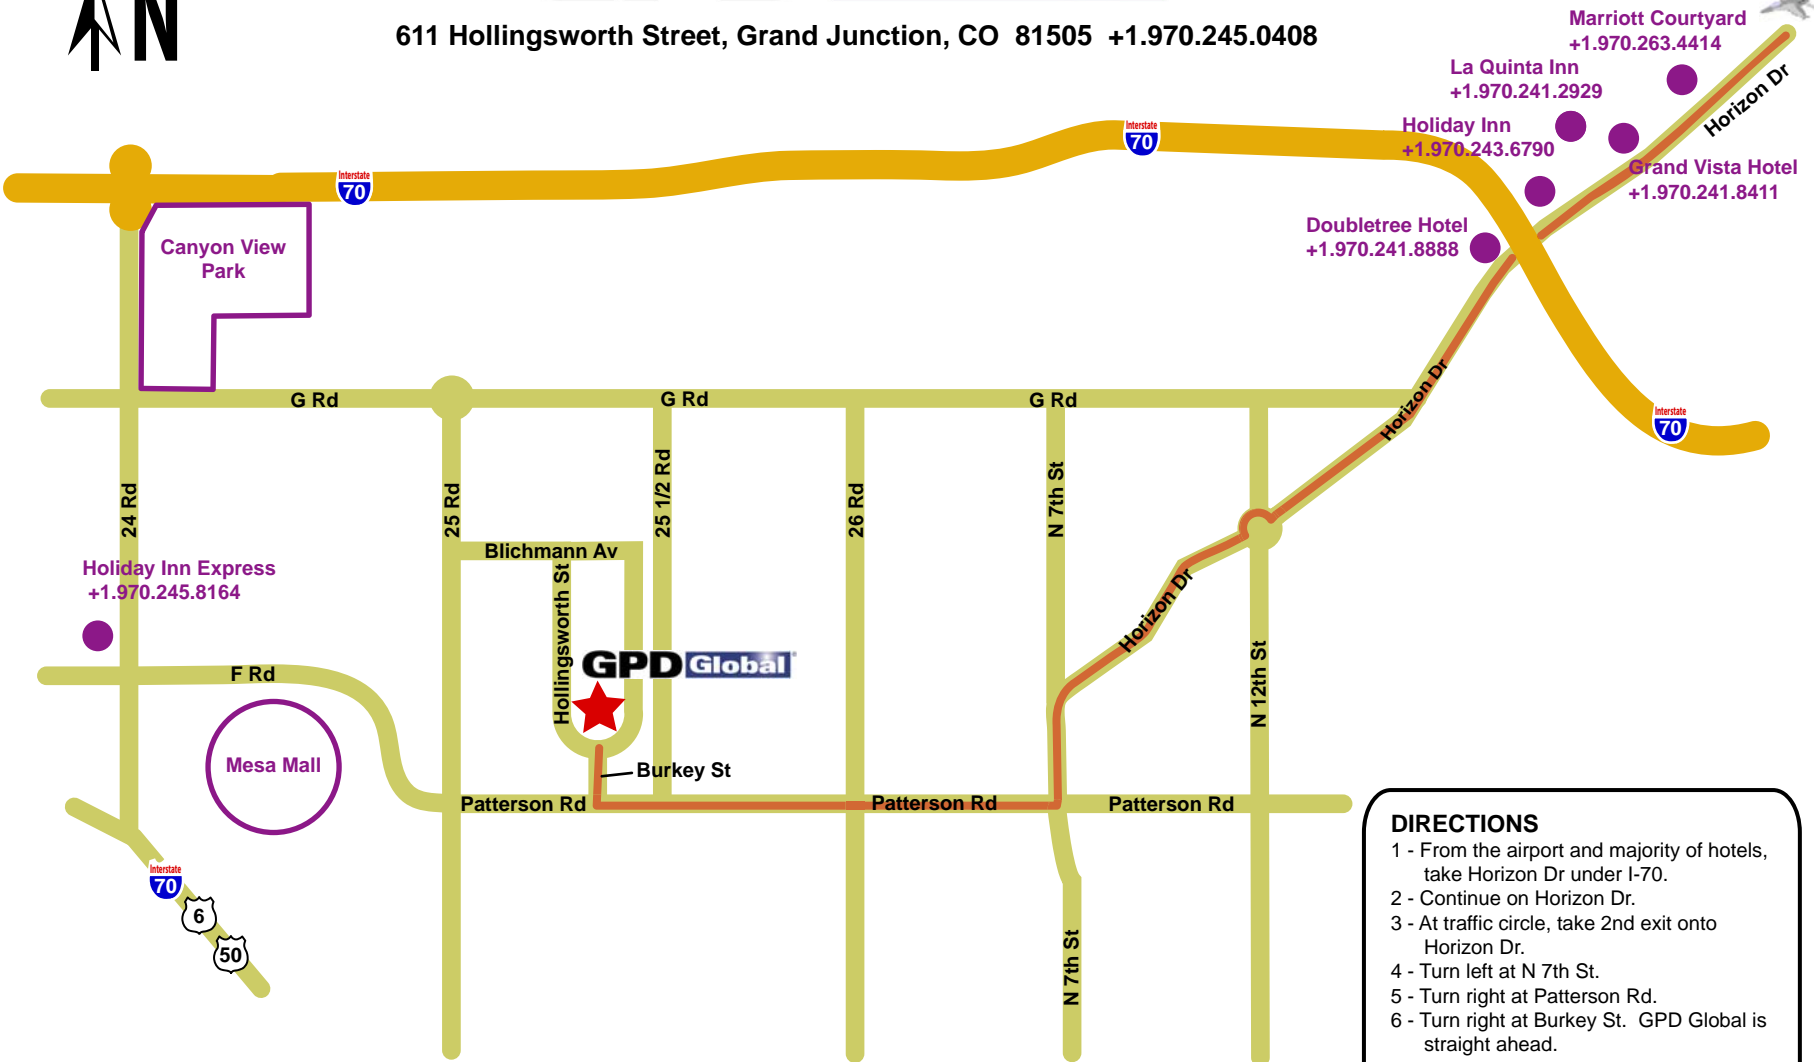 N
611 Hollingsworth Street, Grand Junction, CO 81505 +1.970.245.0408
Marriott Courtyard
+1.970.263.4414
La Quinta Inn
+1.970.241.2929
Horizon Dr
Holiday Inn
+1.970.243.6790
Grand Vista Hotel
+1.970.241.8411
Doubletree Hotel
+1.970.241.8888
Interstate
70
Interstate
70
Canyon View
Park
G Rd
G Rd
G Rd
Horizon Dr
Interstate
70
24 Rd
25 Rd
25 1/2 Rd
26 Rd
N 7th St
Blichmann Av
Holiday Inn Express
+1.970.245.8164
Hollingsworth St
Horizon Dr
N 12th St
GPD Global
F Rd
Mesa Mall
Burkey St
Patterson Rd
Patterson Rd
Patterson Rd
Interstate
70
6
50
N 7th St
DIRECTIONS
1 - From the airport and majority of hotels,
take Horizon Dr under I-70.
2 - Continue on Horizon Dr.
3 - At traffic circle, take 2nd exit onto
Horizon Dr.
4 - Turn left at N 7th St.
5 - Turn right at Patterson Rd.
6 - Turn right at Burkey St. GPD Global is
straight ahead.